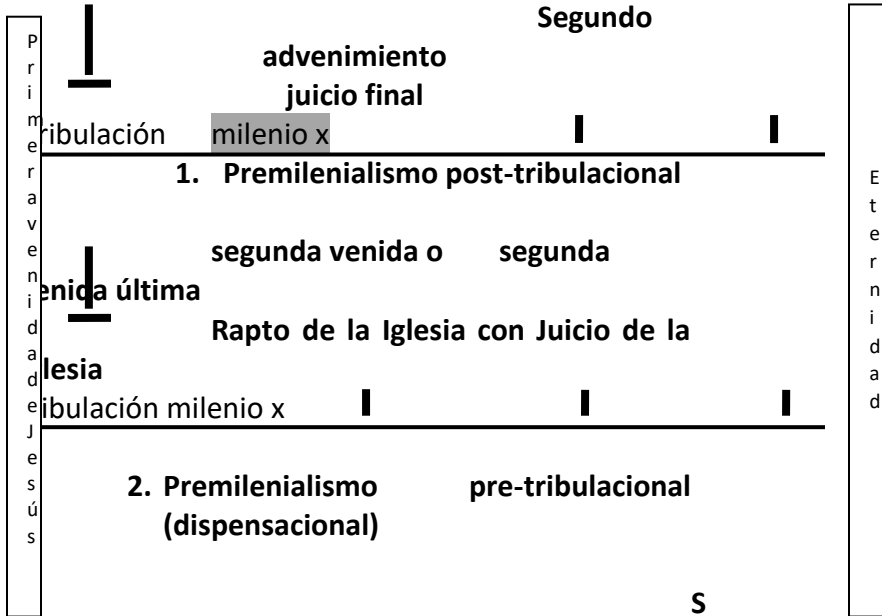 Primera venida de Jesús
Segundo
advenimiento
juicio final
ribulación milenio x
1. Premilenialismo post-tribulacional
segunda venida o segunda
enida última
Rapto de la Iglesia con Juicio de la
lesia
ibulación milenio x
2. Premilenialismo pre-tribulacional
(dispensacional)
S
Eternidad